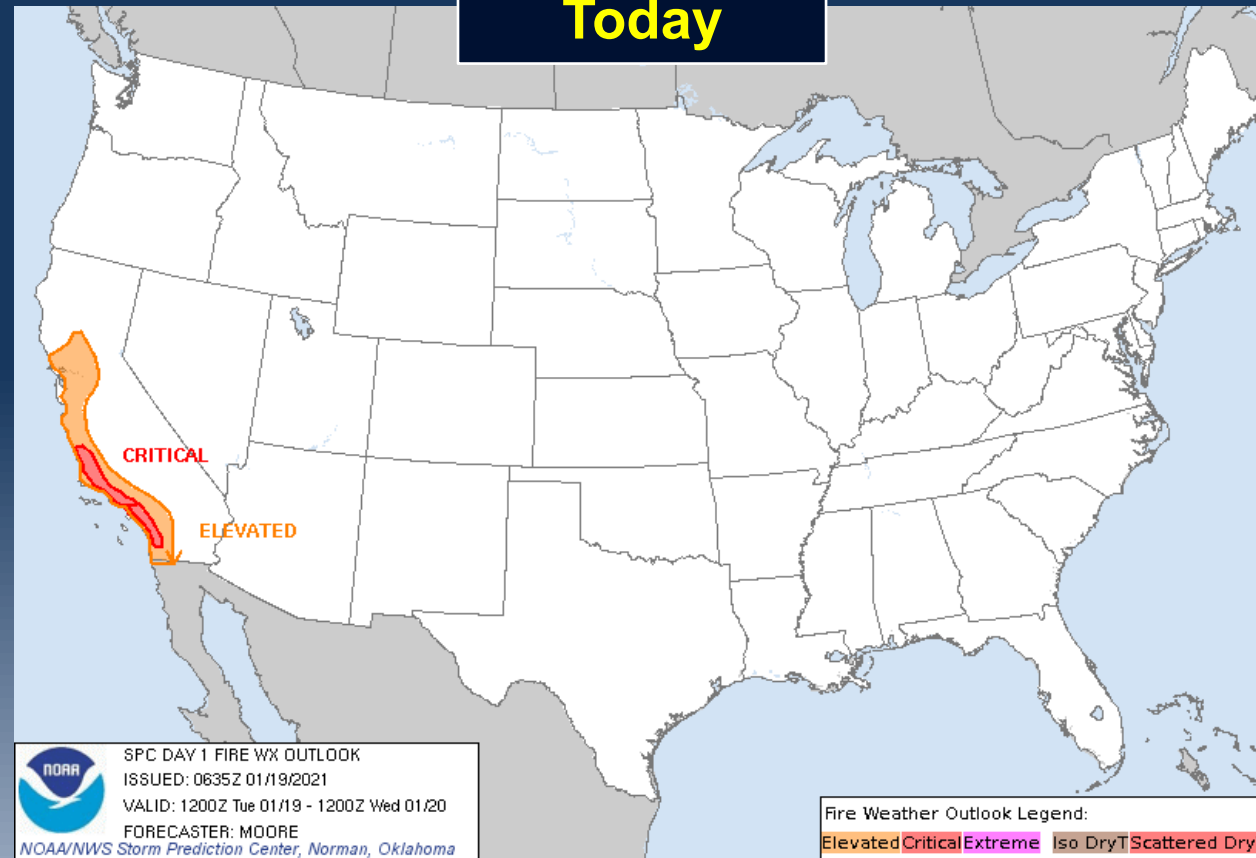 Today
CRITICAL
ELEVATED
NOAA
SPC DAY 1 FIRE WX OUTLOOK
ISSUED: 0635Z 01/19/2021
VALID: 1200Z Tue 01/19 - 1200Z Wed 01/20
FORECASTER: MOORE
NOAA/NWS Storm Prediction Center, Norman, Oklahoma
Fire Weather Outlook Legend:
Elevated Critical Extreme Iso DryT Scattered Dry